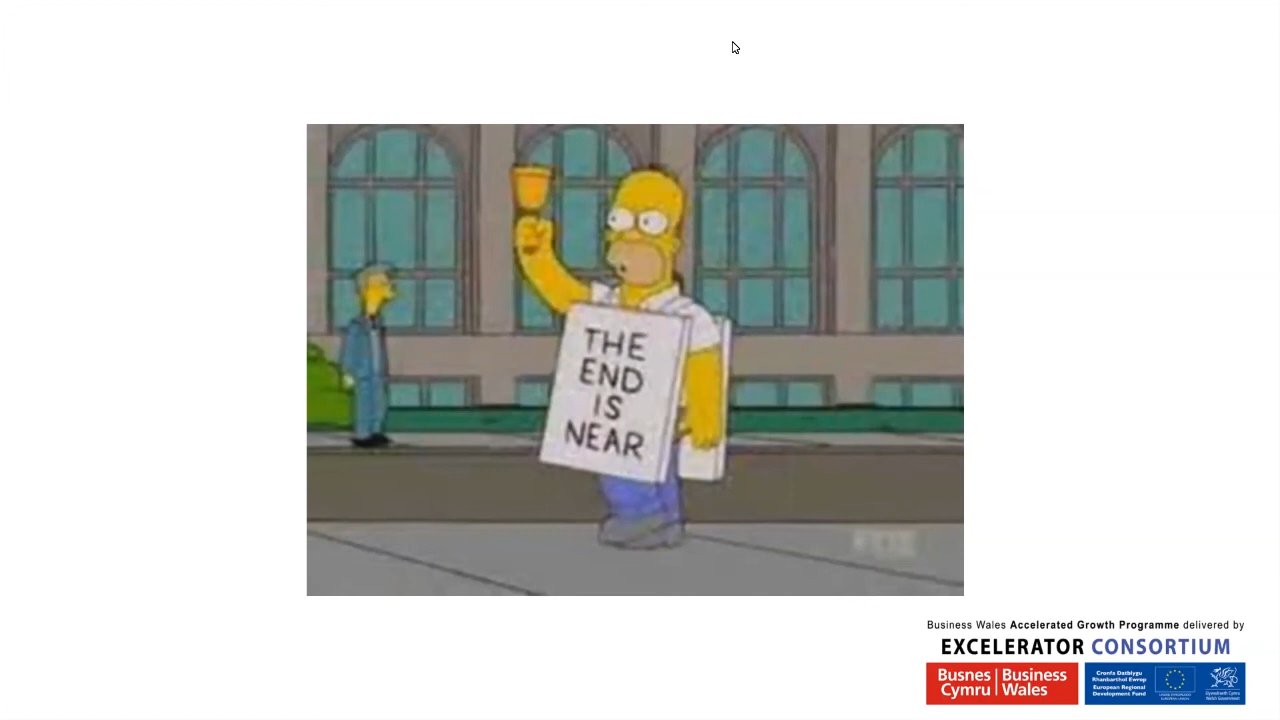 THE
END
IS
NEAR
Business Wales Accelerated Growth Programme delivered by
EXCELERATOR CONSORTIUM
Busnes Business
Cymru Wales
Cronfa Datblygu
Rhanbarthol Ewrop
European Regional
Development Fund